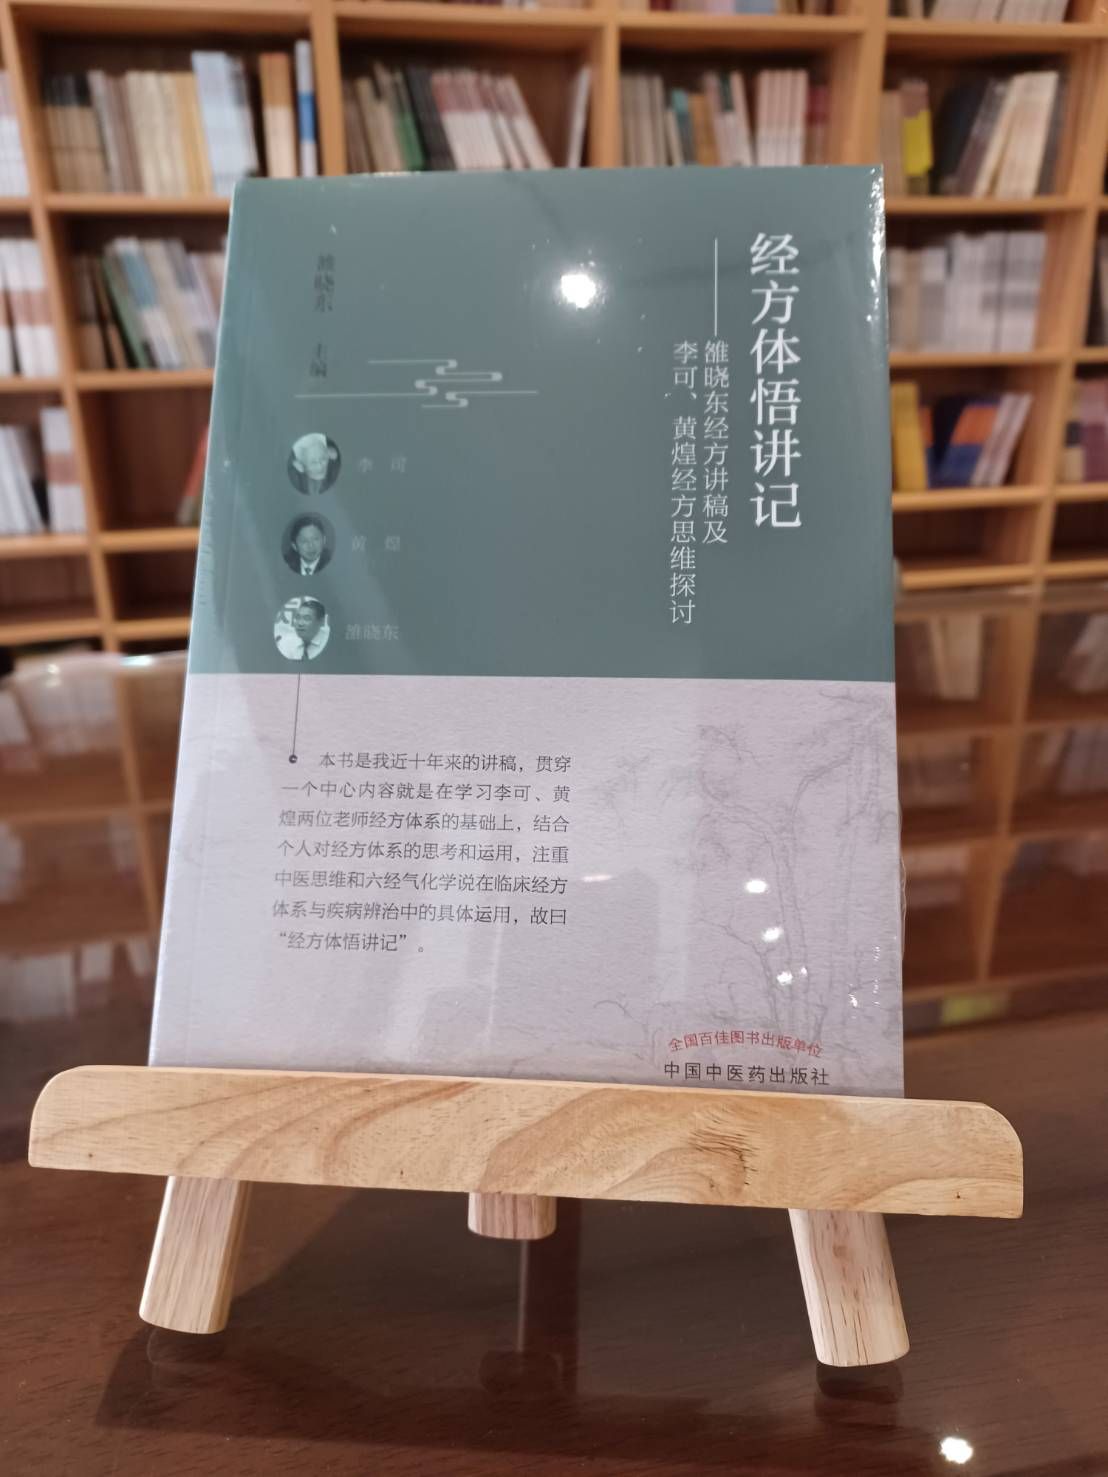 经方体悟讲记
——雒晓东经方讲稿及
李可、黄煌经方思维探讨
雒晓东 主编
李可
黄煌
雒晓东
本书是我近十年来的讲稿，贯穿
一个中心内容就是在学习李可、黄
煌两位老师经方体系的基础上，结合
个人对经方体系的思考和运用，注重
中医思维和六经气化学说在临床经方
体系与疾病辨治中的具体运用，故曰
“经方体悟讲记”。
全国百佳图书出版单位
中国中医药出版社